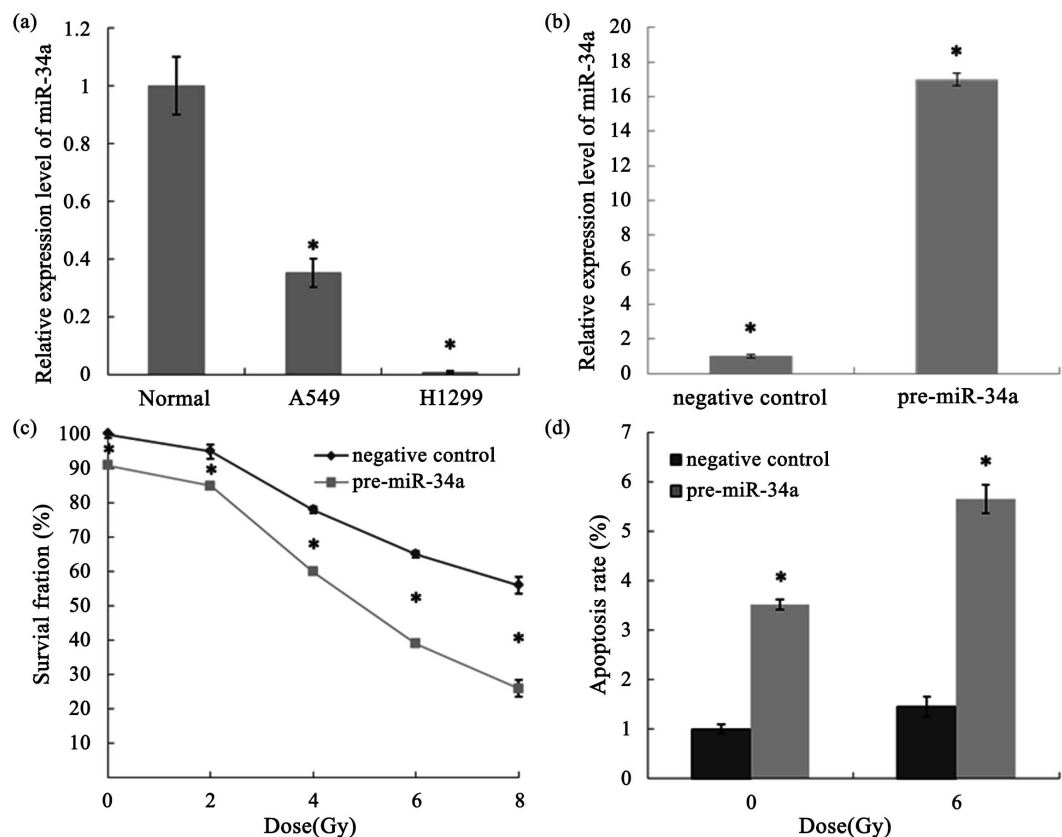 (a)
Relative expression level of miR-34a
1.2
1
0.8
0.6
0.4
0.2
0
*
*
Normal A549 H1299
(b)
Relative expression level of miR-34a
20
18
16
14
12
10
8
6
4
2
0
*
*
negative control pre-miR-34a
(c)
Survial fration (%)
100
90
80
70
60
50
40
30
20
10
negative control
pre-miR-34a
*
*
*
*
*
0 2 4 6 8
Dose(Gy)
(d)
Apoptosis rate (%)
7
6
5
4
3
2
1
0
negative control
pre-miR-34a
*
*
0 6
Dose(Gy)